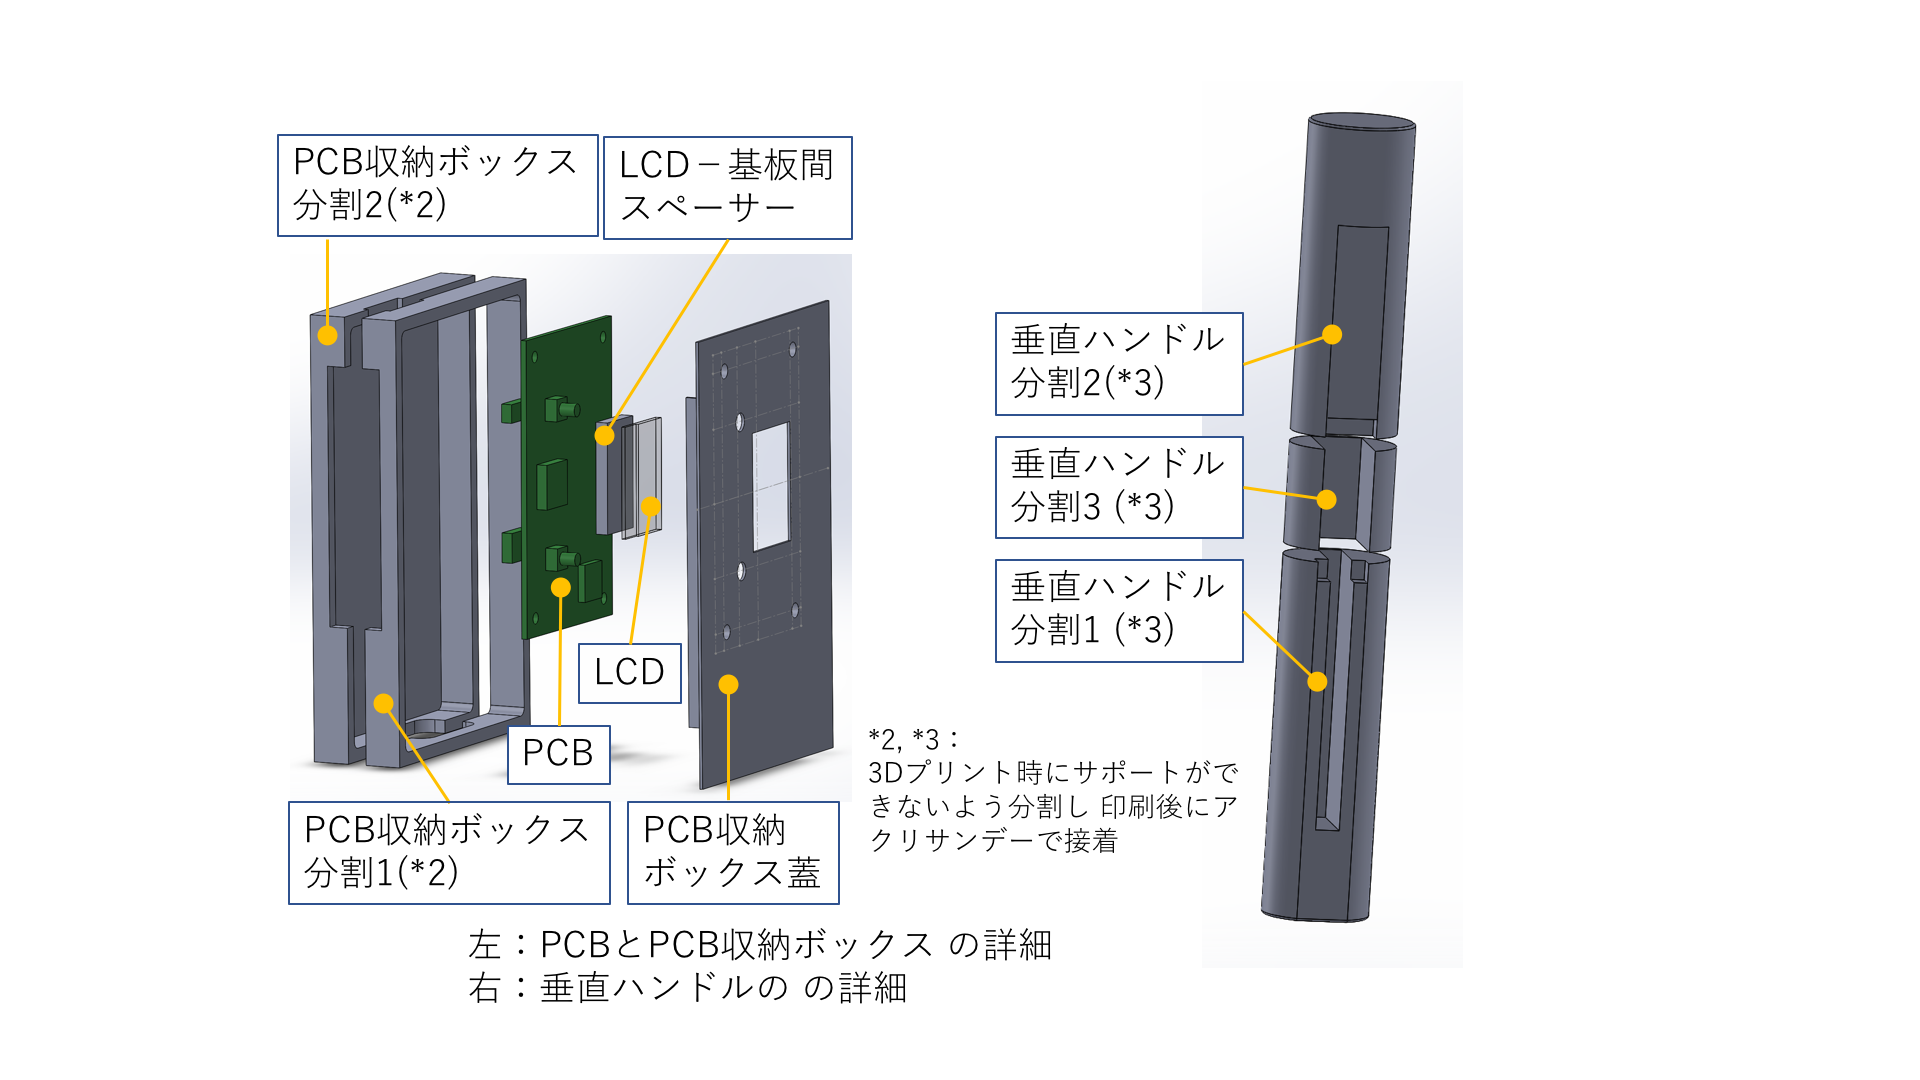 PCB収納ボックス
分割2(*2)
LCD－基板間
スペーサー
垂直ハンドル
分割2(*3)
垂直ハンドル
分割3 (*3)
垂直ハンドル
分割1 (*3)
LCD
PCB
PCB収納ボックス
分割1(*2)
PCB収納
ボックス蓋
*2, *3：
3Dプリント時にサポートがで
きないよう分割し 印刷後にア
クリサンデーで接着
左：PCBとPCB収納ボックス の詳細
右：垂直ハンドルの の詳細